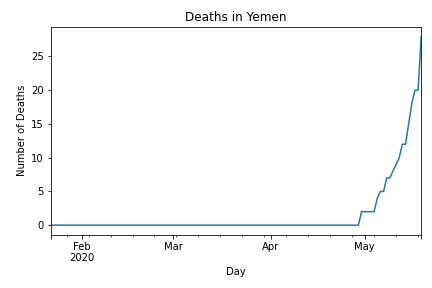 Deaths in Yemen
Number of Deaths
25
20
15
10
5
0
Feb
2020
Mar
Apr
May
Day